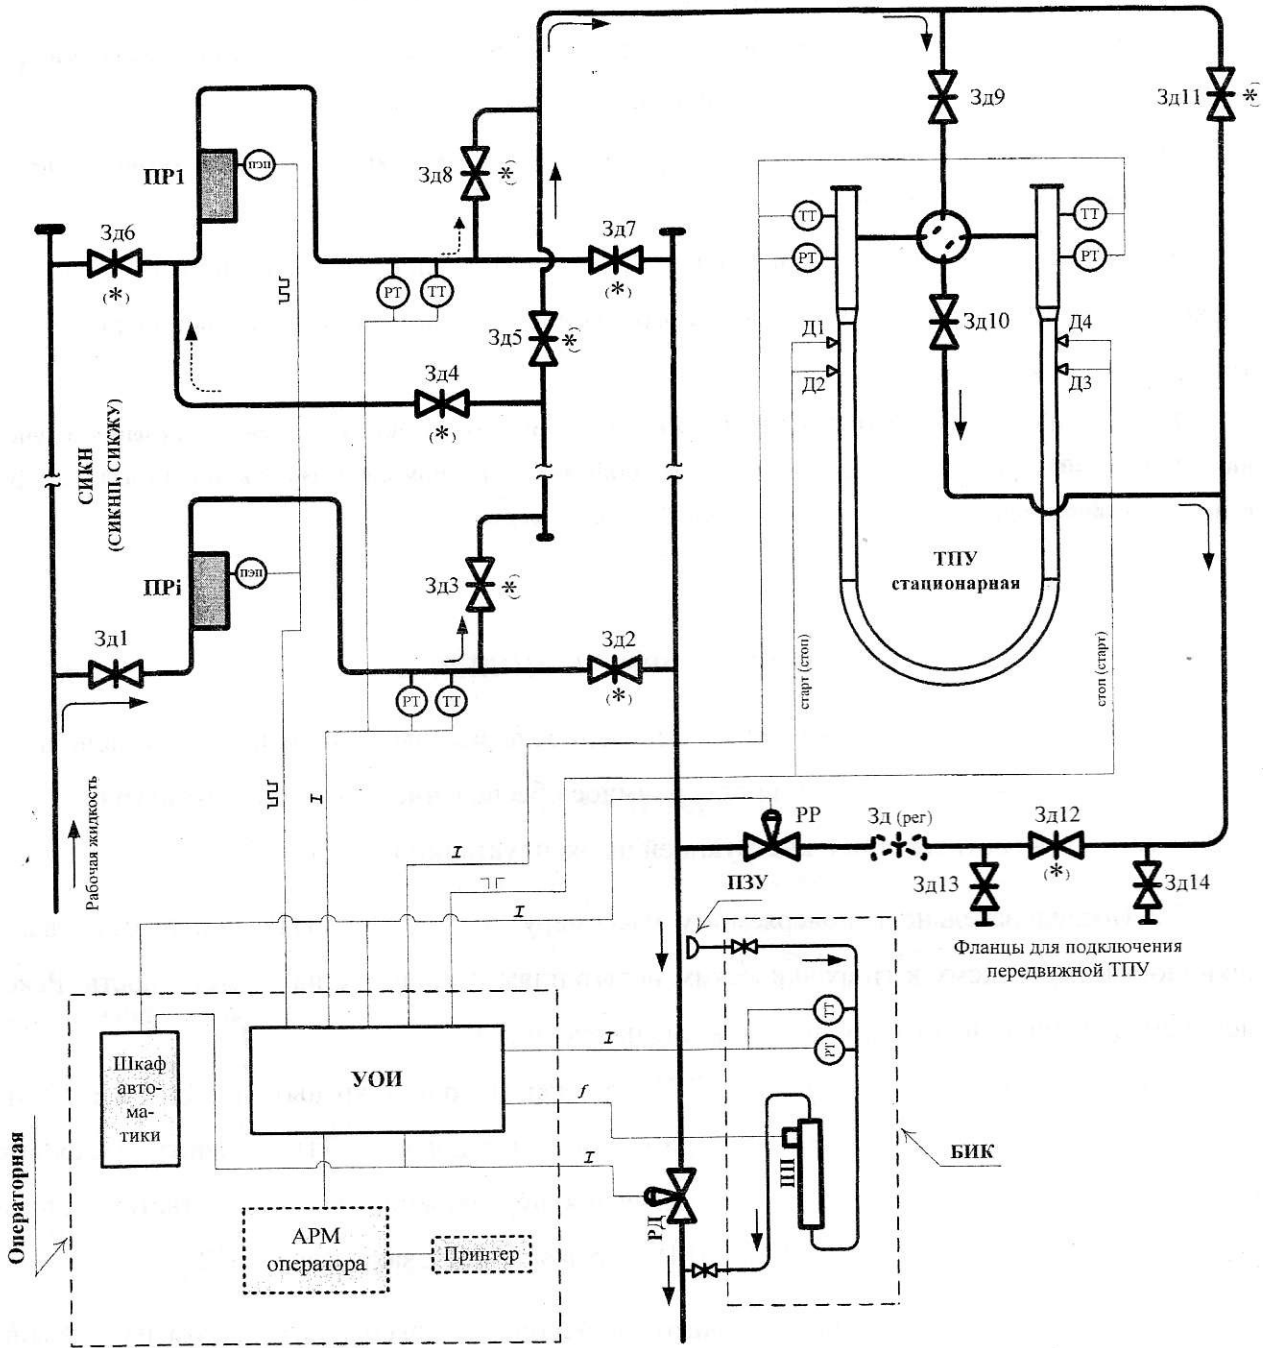 Зд9
Зд11
(*)
ПР1
ПЭП
Зд8
(*)
ТТ
ТТ
Зд6
(*)
Зд7
(*)
РТ
РТ
РТ
ТТ
Зд10
Д1
Д4
Зд5
(*)
Д2
Д3
Зд4
(*)
СИКН
(СИКНП, СИКЖУ)
ПРi
ПЭП
Зд3
(*)
ТПУ
стационарная
Зд1
Зд2
(*)
РТ
ТТ
старт (стоп)
стоп (старт)
Рабочая жидкость
I
I
I
РР
Зд (рег)
Зд12
(*)
ПЗУ
Зд13
Зд14
Фланцы для подключения
передвижной ТПУ
ТТ
РТ
I
Шкаф
авто-
ма-
тики
УОИ
f
I
ПП
БИК
РД
Операторная
АРМ
оператора
Принтер